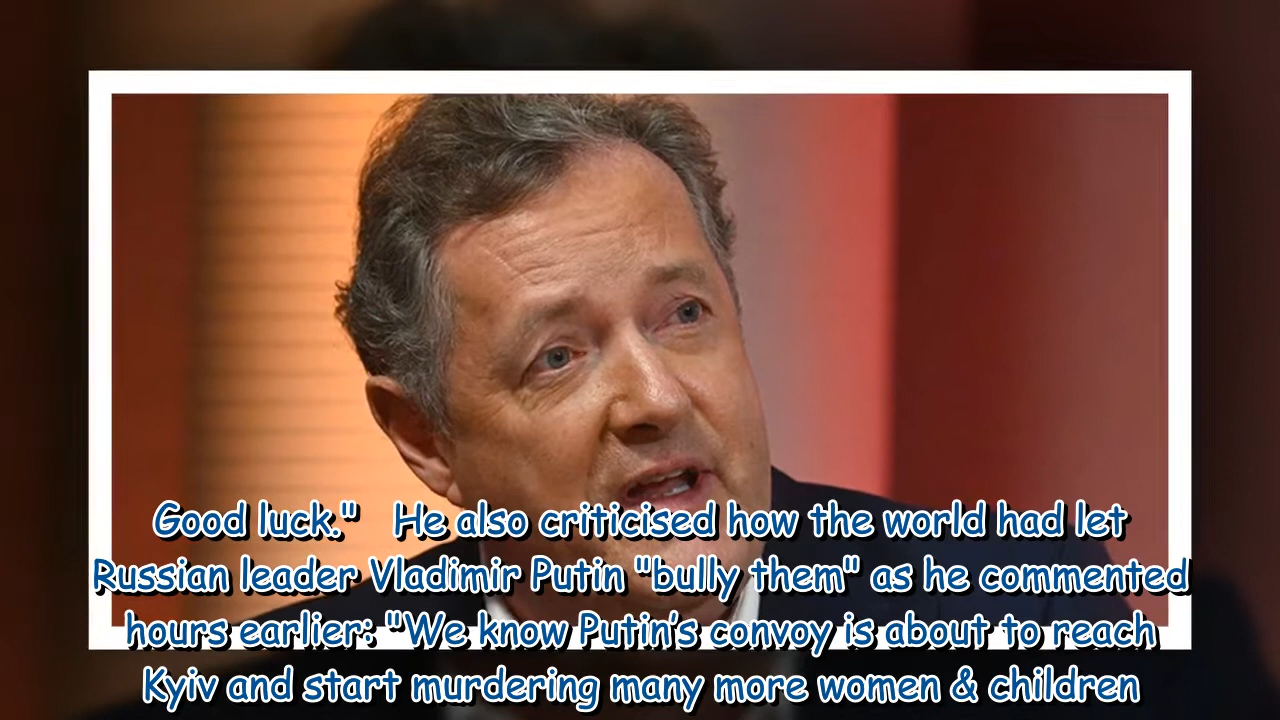 Good luck." He also criticised how the world had let
Russian leader Vladimir Putin "bully them" as he commented
hours earlier: "We know Putin’s convoy is about to reach
Kyiv and start murdering many more women & children